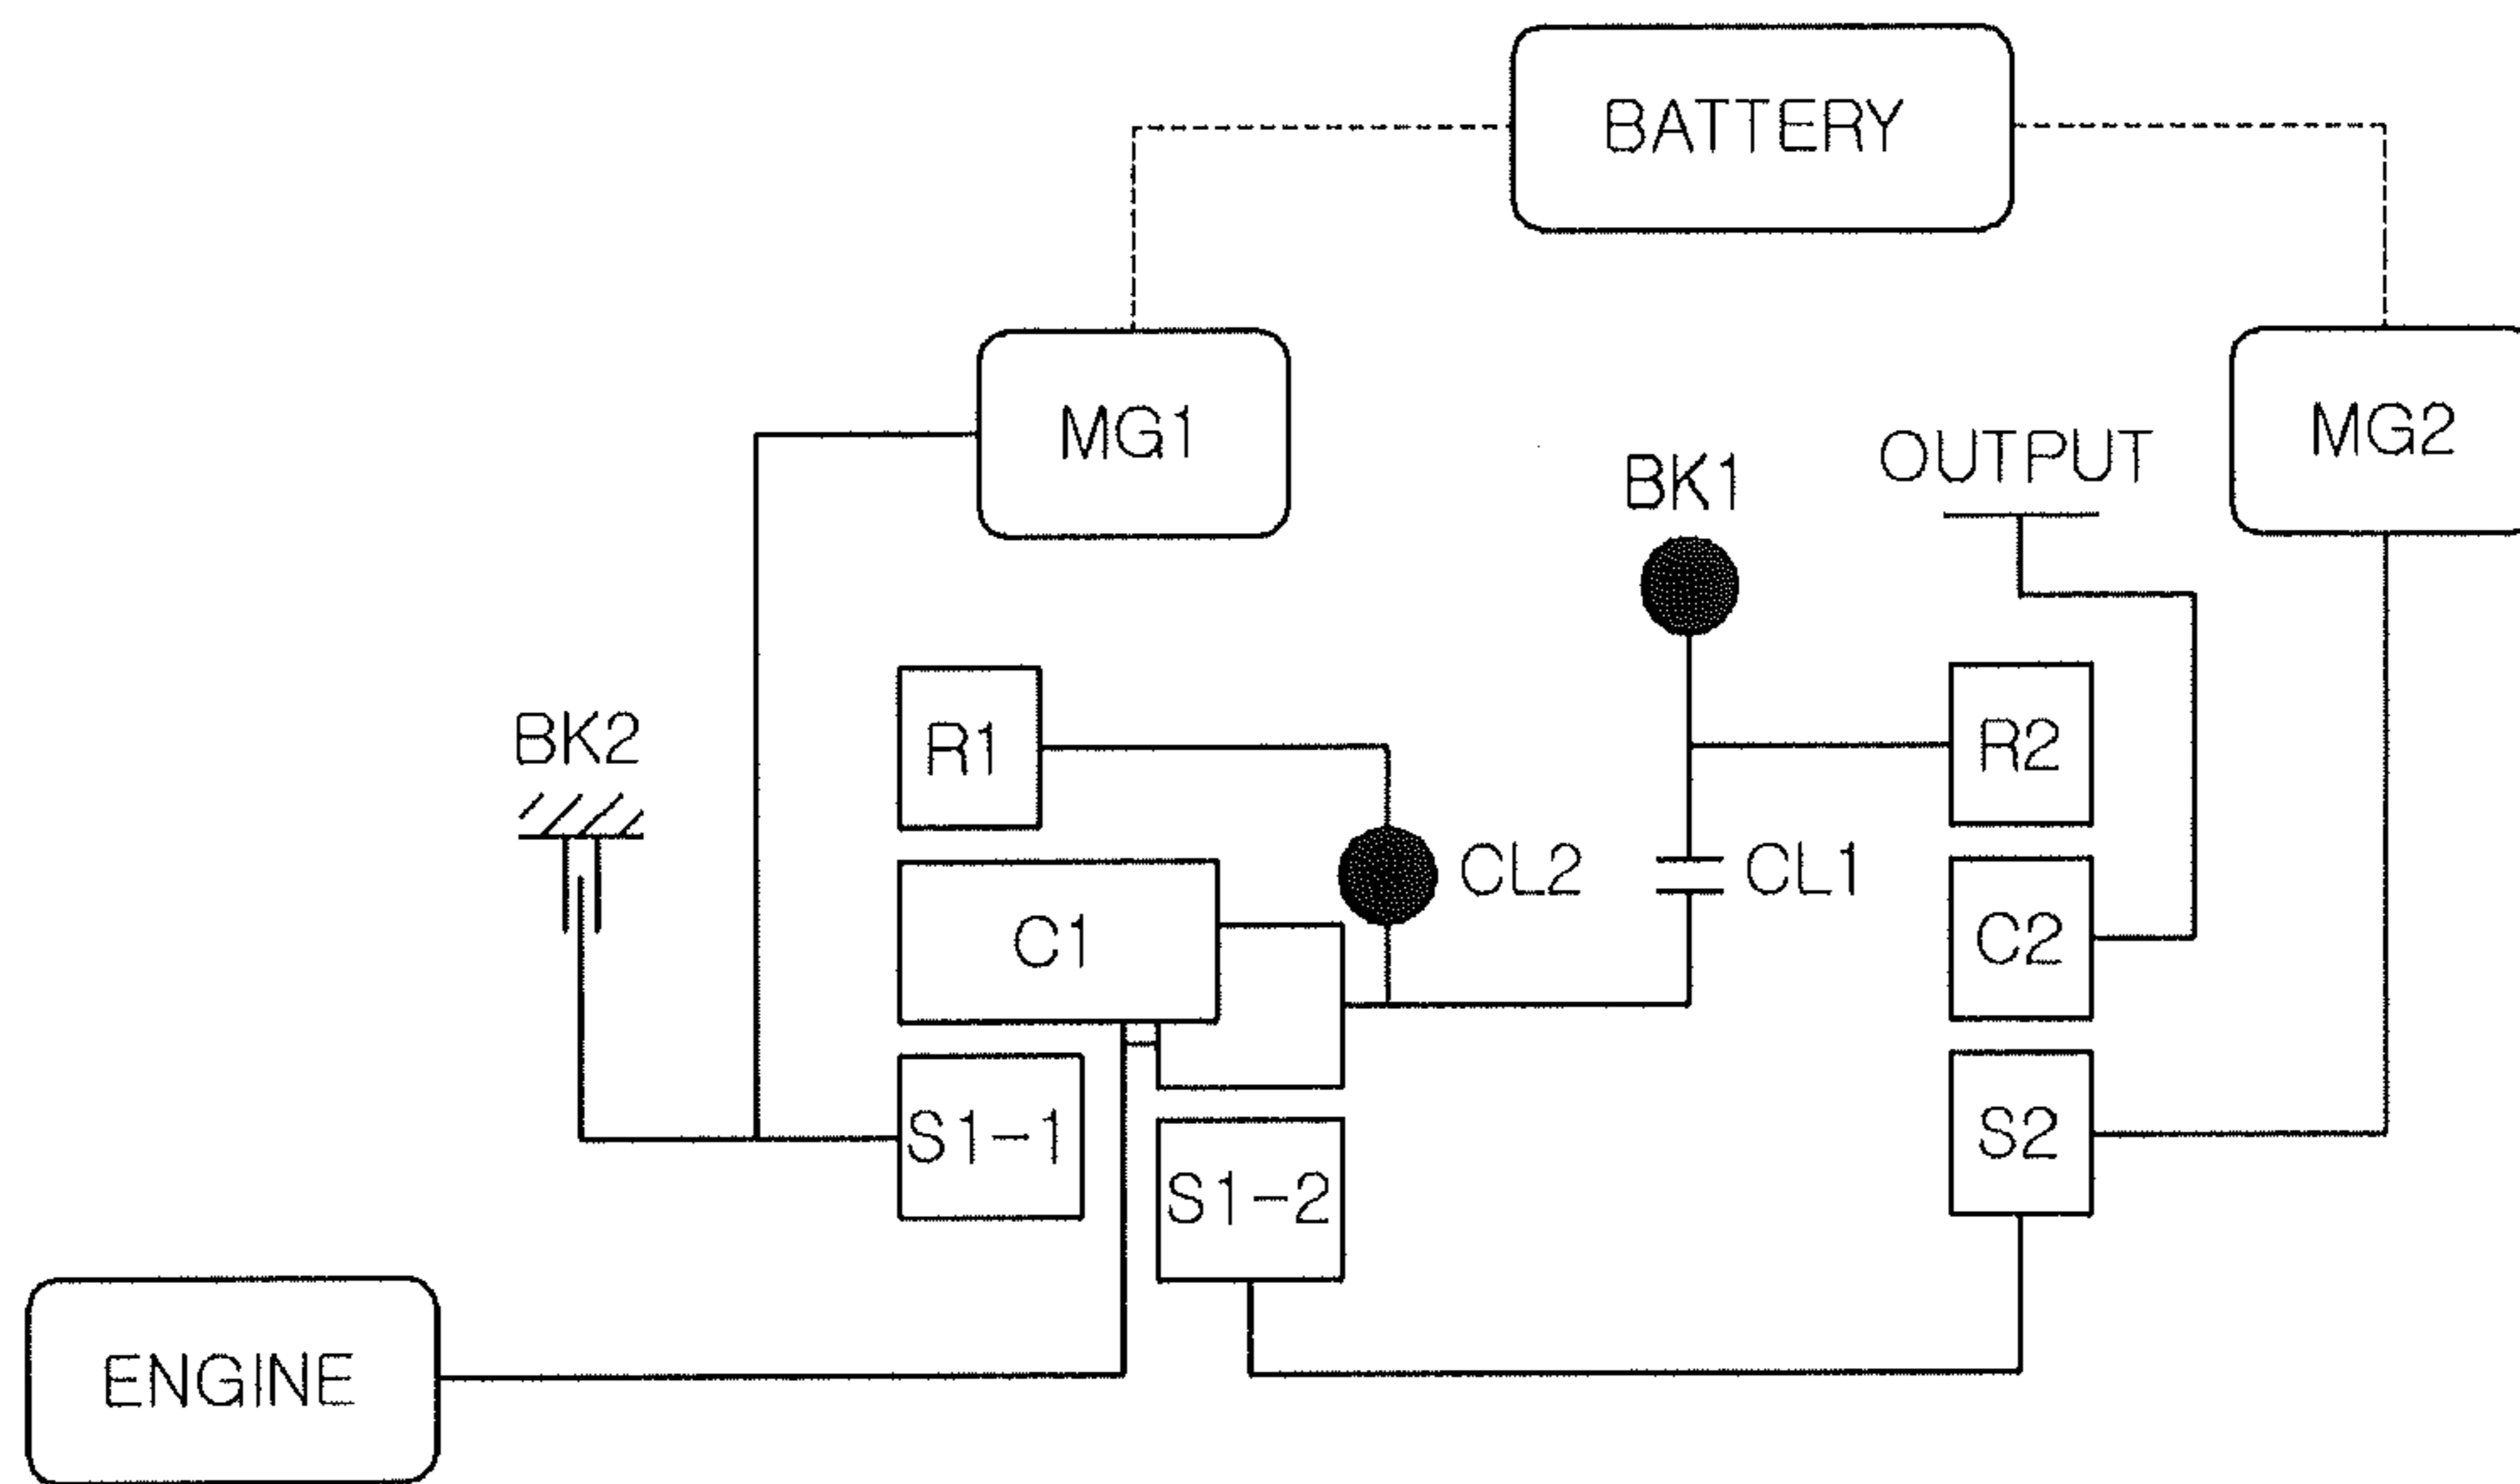 BATTERY
MG1
MG2
OUTPUT
BK1
BK2
R1
R2
CL2
CL1
C1
C2
S1-1
S1-2
S2
ENGINE